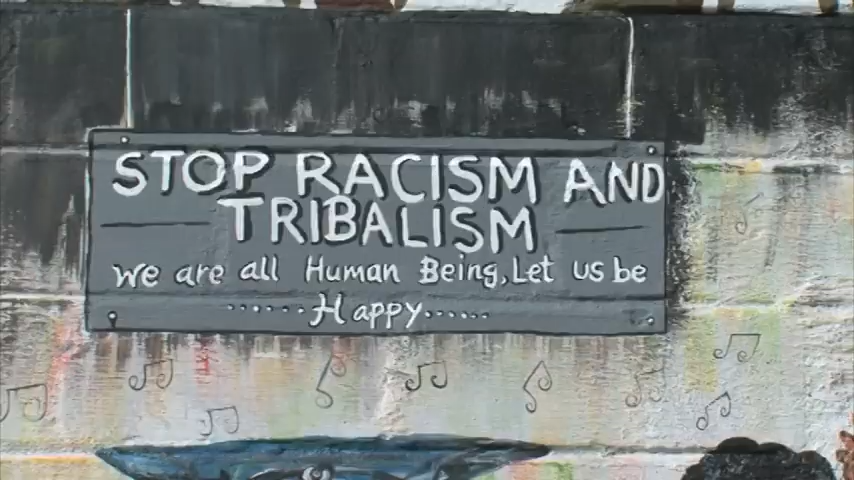 STOP RACISM AND
TRIBALISM
We are all Human Being, Let us be
......Happy......